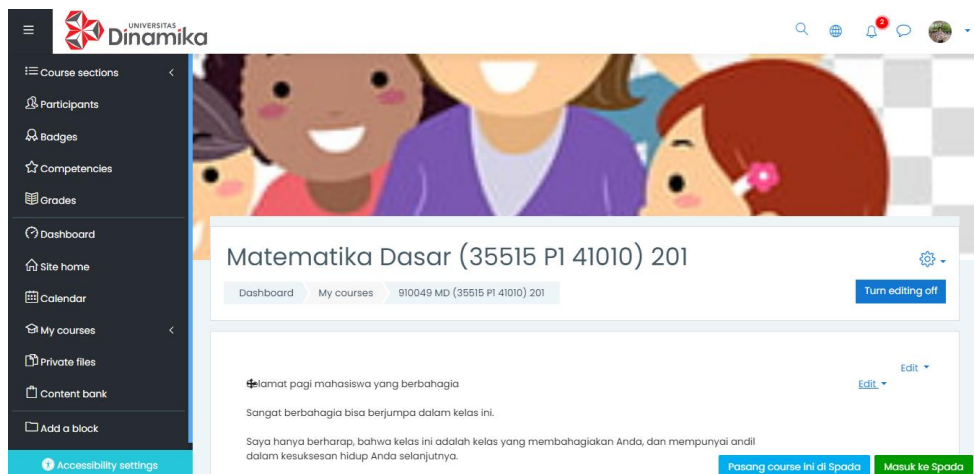 UNIVERSITAS
Dinamika
2
Course sections
Participants
Badges
Competencies
Grades
Dashboard
Site home
Calendar
My courses
Private files
Content bank
Add a block
Accessibility settings
Matematika Dasar (35515 P1 41010) 201
Dashboard My courses 910049 MD (35515 P1 41010) 201
Turn editing off
Edit
Selamat pagi mahasiswa yang berbahagia
Edit
Sangat berbahagia bisa berjumpa dalam kelas ini.
Saya hanya berharap, bahwa kelas ini adalah kelas yang membahagiakan Anda, dan mempunyai andil
dalam kesuksesan hidup Anda selanjutnya.
Pasang course ini di Spada
Masuk ke Spada